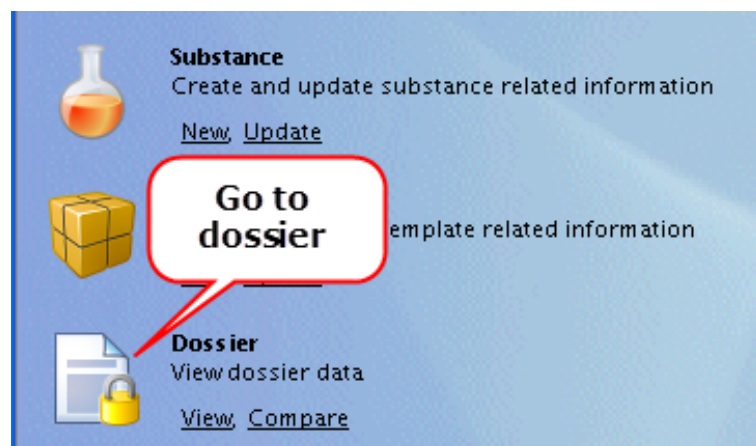 Substance
Create and update substance related information
New, Update
Go to
dossier
emplate related information
Dossier
View dossier data
View, Compare